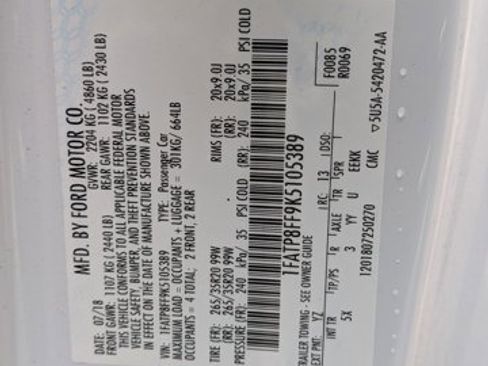 MFD. BY FORD MOTOR CO.
DATE: 07/18 GVWR: 2204 KG ( 4860 LB)
FRONT GAWR: 1107 KG ( 2440 LB) REAR GAWR: 1102 KG ( 2430 LB)
THIS VEHICLE CONFORMS TO ALL APPLICABLE FEDERAL MOTOR
VEHICLE SAFETY, BUMPER, AND THEFT PREVENTION STANDARDS
IN EFFECT ON THE DATE OF MANUFACTURE SHOWN ABOVE.
VIN: 1FATP8FF9K5105389 TYPE: Passenger Car
MAXIMUM LOAD = OCCUPANTS + LUGGAGE = 301KG/ 664LB
OCCUPANTS = 4 TOTAL; 2 FRONT, 2 REAR
TIRE (FR): 265/35R20 99W RIMS (FR): 20x9.0J
(RR): 265/35R20 99W (RR): 20x9.0J
PRESSURE (FR): 240 kPa/ 35 PSI COLD (RR): 240 kPa/ 35 PSI COLD
1FATP8FF9K5105389
F0085
R0069
TRAILER TOWING - SEE OWNER GUIDE LRC: 13 DSO:
EXT PNT: YZ
INT TR TP/PS R AXLE TR SPR
5X 3 YY U EERK
1201807250270 CMC ▽5U5A-5420472-AA